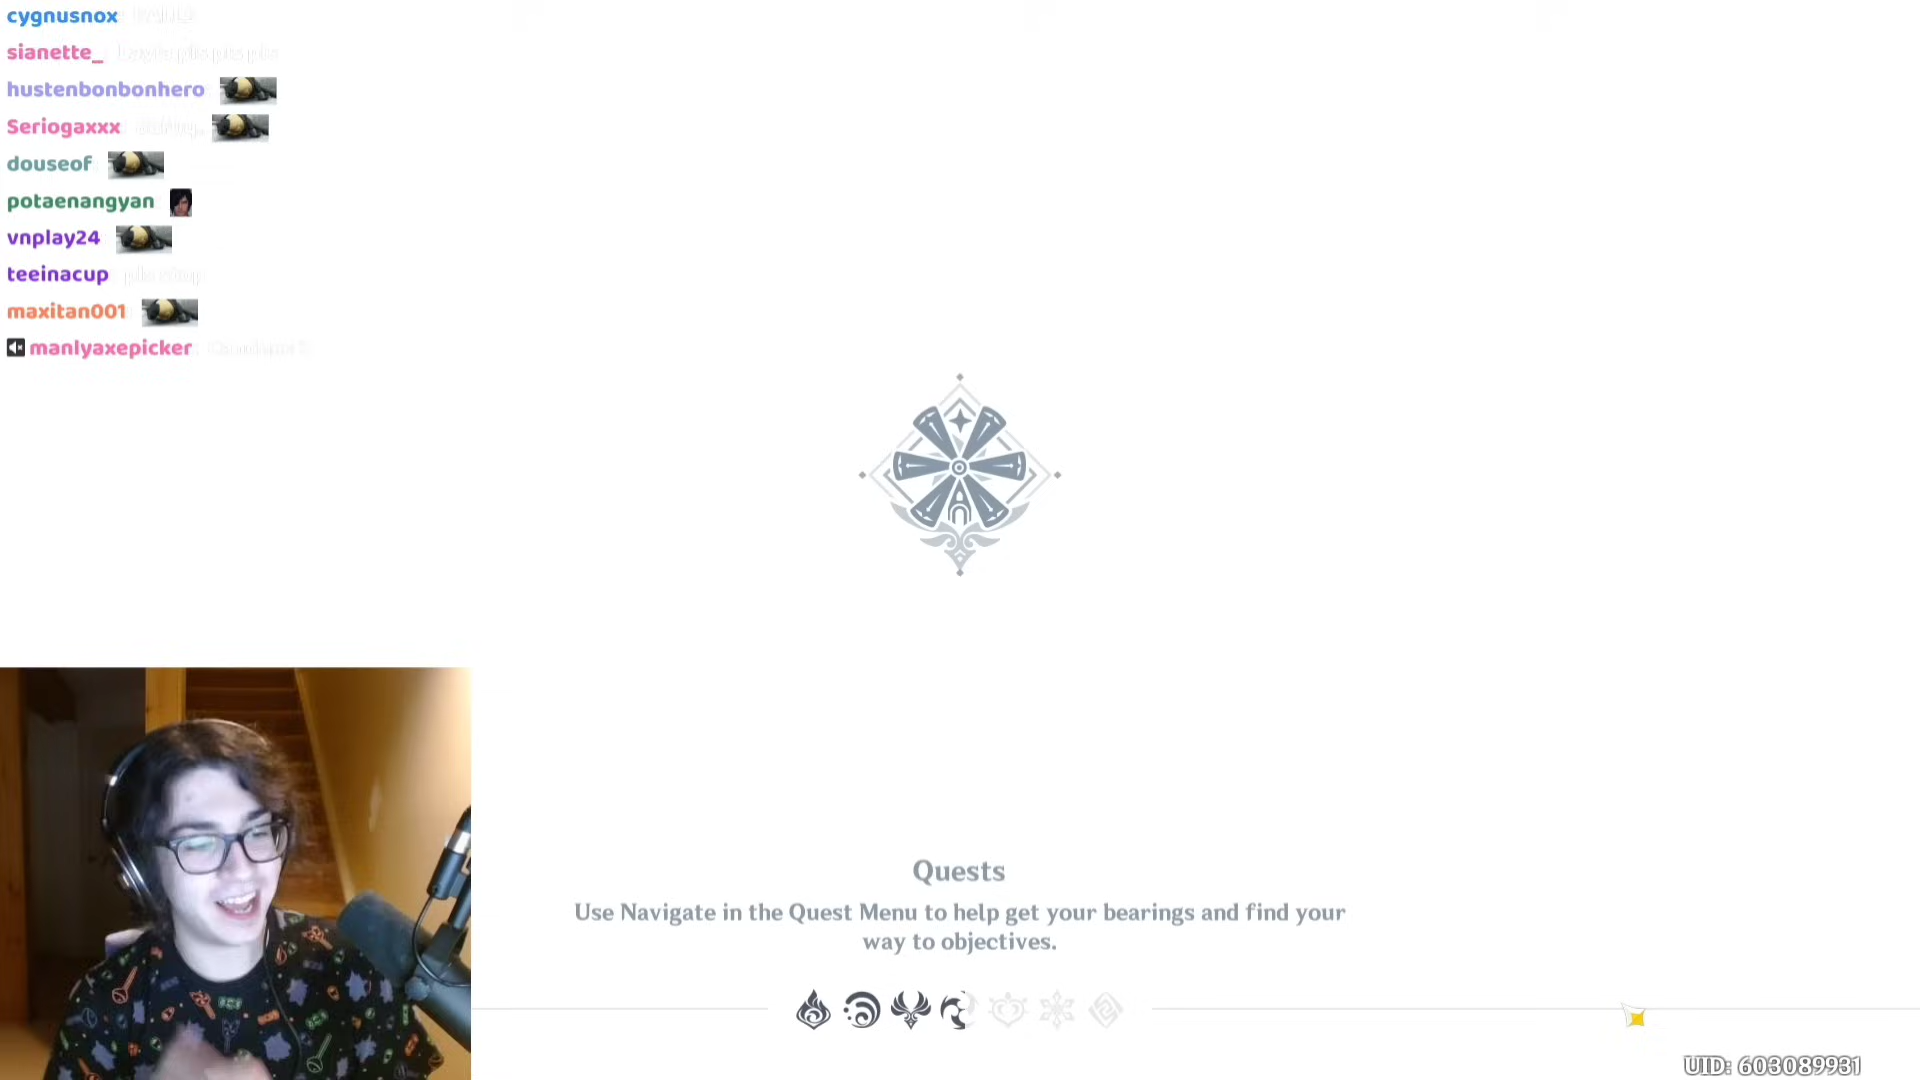 cygnusnox
sianette_
hustenbonbonhero
Seriogaxxx
douseof
potaenangyan
vnplay24
teeinacup
maxitan001
manlyaxepicker
Quests
Use Navigate in the Quest Menu to help get your bearings and find your
way to objectives.
UID: 603089931